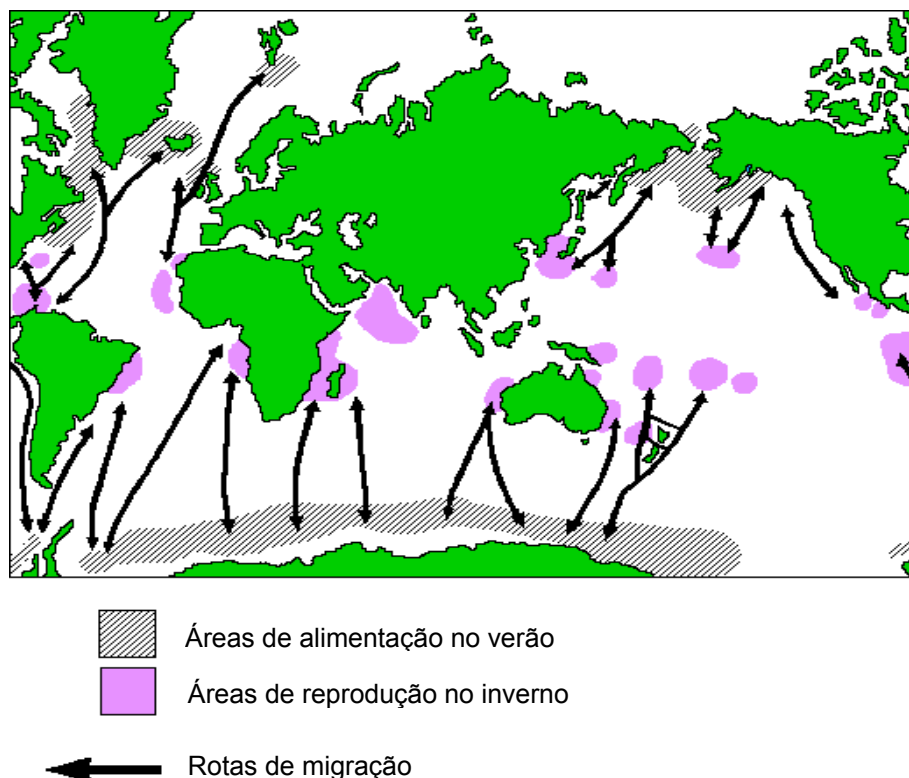 Áreas de alimentação no verão
Áreas de reprodução no inverno
Rotas de migração